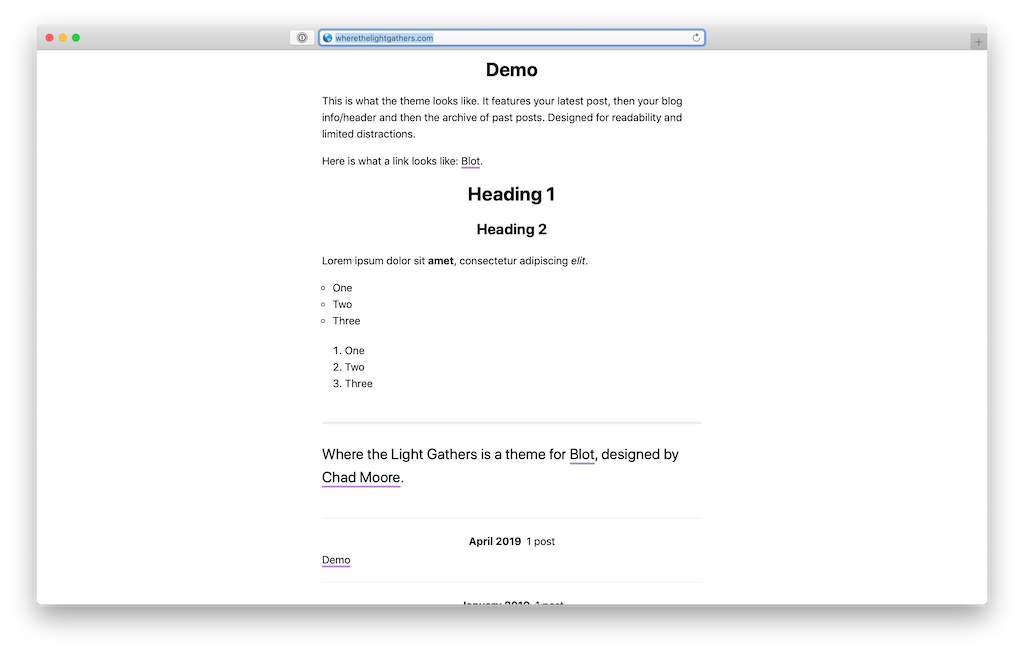 wherethelightgathers.com
Demo
This is what the theme looks like. It features your latest post, then your blog
info/header and then the archive of past posts. Designed for readability and
limited distractions.
Here is what a link looks like: Blot.
Heading 1
Heading 2
Lorem ipsum dolor sit amet, consectetur adipiscing elit.
One
Two
Three
1. One
2. Two
3. Three
Where the Light Gathers is a theme for Blot, designed by
Chad Moore.
April 2019 1 post
Demo
January 2019 1 post